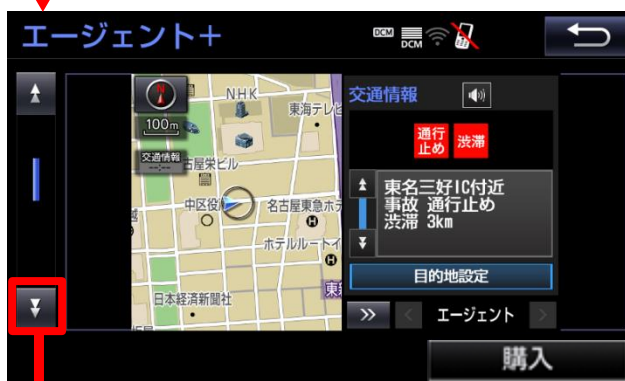 エージェント＋
DCM
DCM
NHK
東海テレビ
100m
交通情報
--:--
古屋栄ビル
中区役
名古屋東急ホテ
ホテルルートイ
日本経済新聞社
交通情報
通行
止め
渋滞
東名三好IC付近
事故 通行止め
渋滞 3km
目的地設定
エージェント
購入